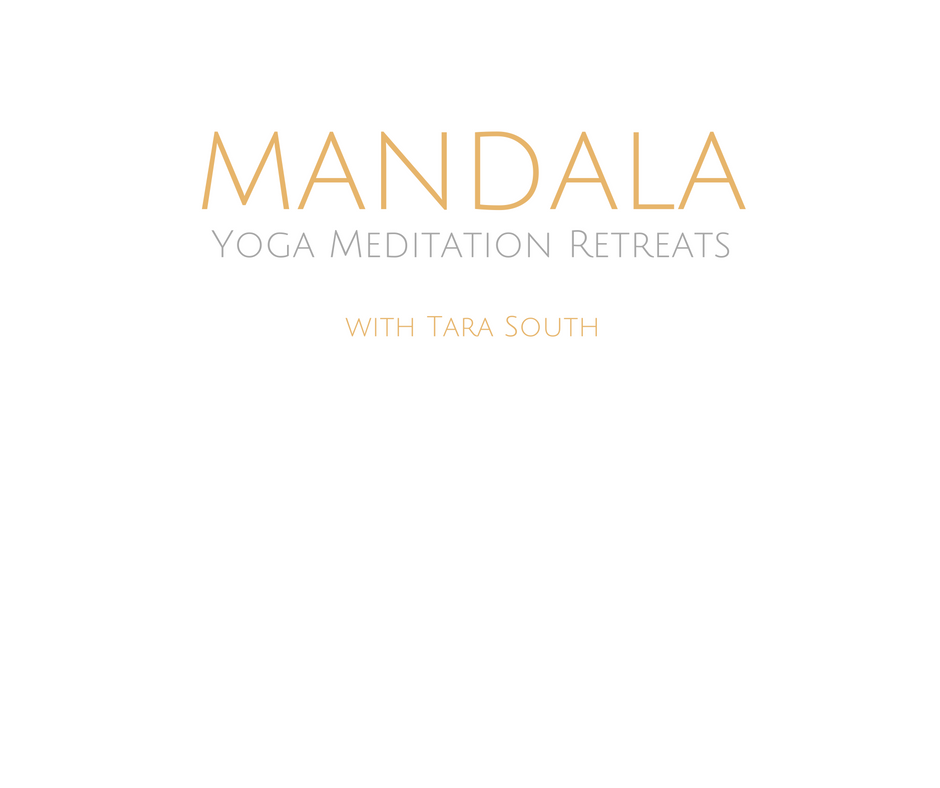 MANDALA
Yoga Meditation Retreats
with Tara South